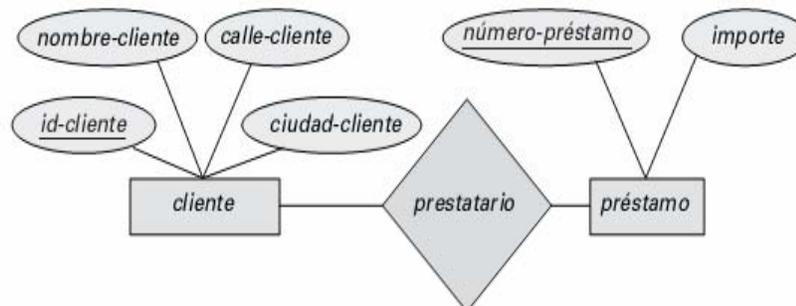 nombre-cliente
calle-cliente
número-préstamo
importe
id-cliente
ciudad-cliente
cliente
prestatario
préstamo